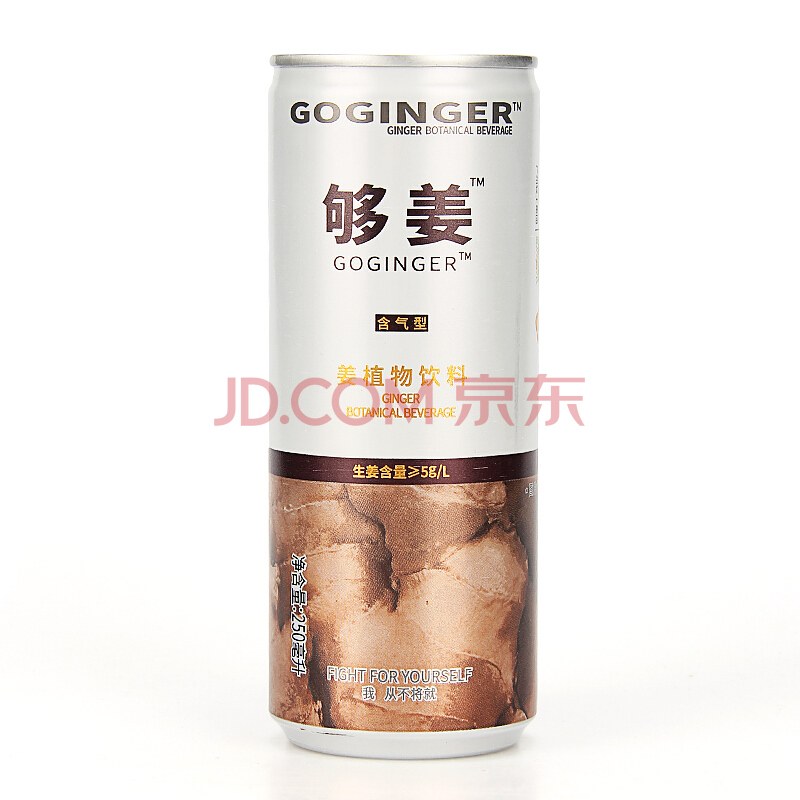 GOGINGER™
GINGER BOTANICAL BEVERAGE
够姜™
GOGINGER™
含气型
姜植物饮料
GINGER
BOTANICAL BEVERAGE
JD.COM 京东
生姜含量≥5g/L
净含量:250毫升
FIGHT FOR YOURSELF
我 从不将就